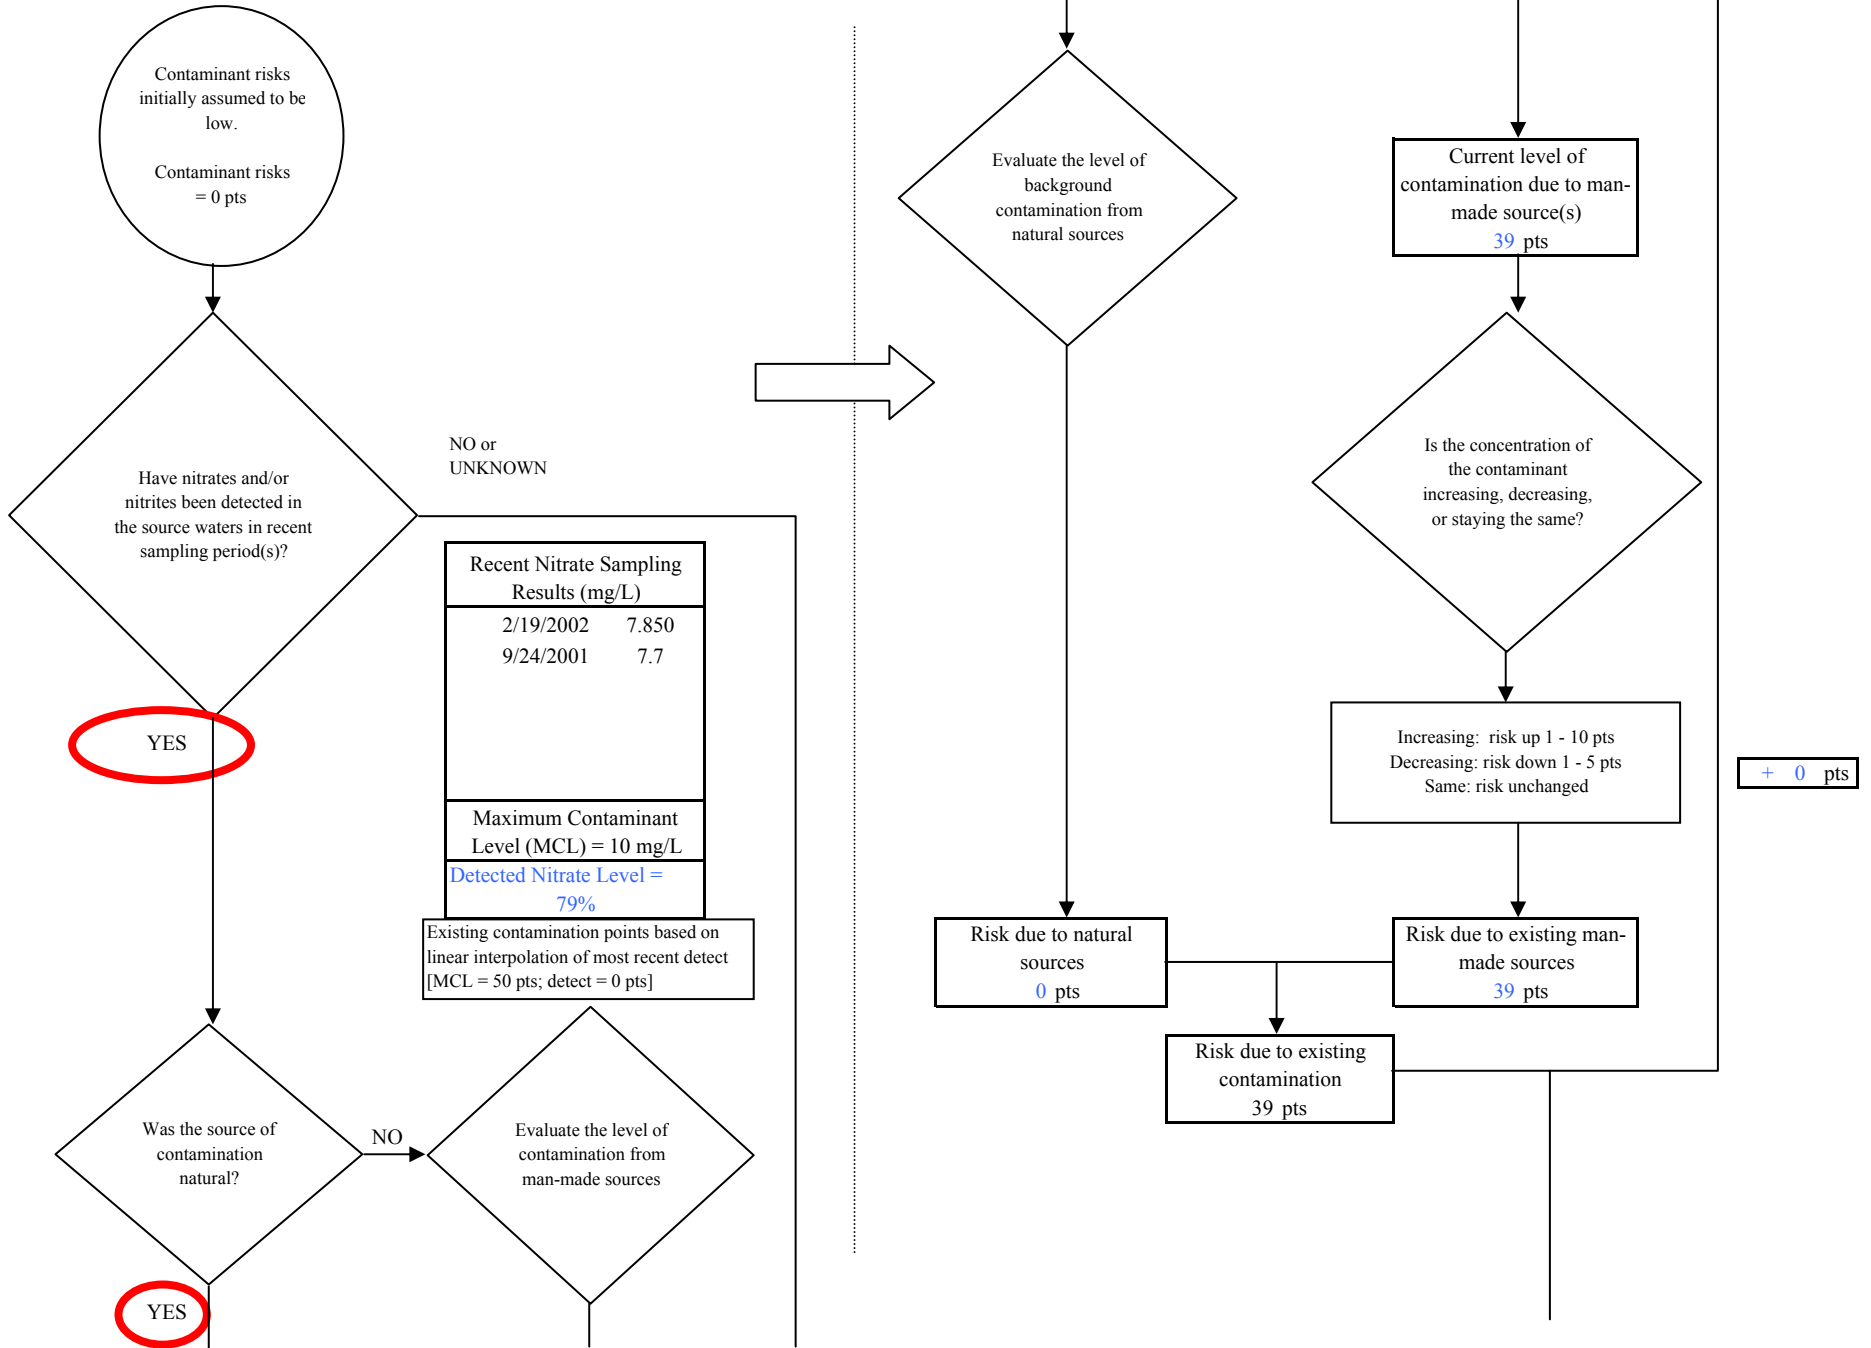 Contaminant risks
initially assumed to be
low.
Contaminant risks
= 0 pts
Have nitrates and/or
nitrites been detected in
the source waters in recent
sampling period(s)?
NO or
UNKNOWN
YES
Recent Nitrate Sampling
Results (mg/L)
2/19/2002 7.850
9/24/2001 7.7
Maximum Contaminant
Level (MCL) = 10 mg/L
Detected Nitrate Level =
79%
Existing contamination points based on
linear interpolation of most recent detect
[MCL = 50 pts; detect = 0 pts]
Was the source of
contamination
natural?
NO
YES
Evaluate the level of
contamination from
man-made sources
Evaluate the level of
background
contamination from
natural sources
Current level of
contamination due to man-
made source(s)
39 pts
Is the concentration of
the contaminant
increasing, decreasing,
or staying the same?
Increasing: risk up 1 - 10 pts
Decreasing: risk down 1 - 5 pts
Same: risk unchanged
+ 0 pts
Risk due to natural
sources
0 pts
Risk due to existing man-
made sources
39 pts
Risk due to existing
contamination
39 pts